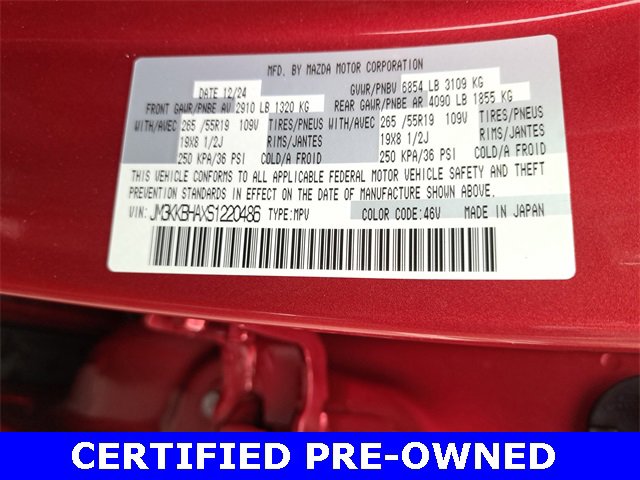 MFD. BY MAZDA MOTOR CORPORATION
DATE 12/24 GVWR/PNBV 6854 LB 3109 KG
FRONT GAWR/PNBE AV 2910 LB 1320 KG REAR GAWR/PNBE AR 4090 LB 1855 KG
WITH/AVEC 265 /55R19 109V TIRES/PNEUS WITH/AVEC 265 /55R19 109V TIRES/PNEUS
19X8 1/2J RIMS/JANTES 19X8 1/2J RIMS/JANTES
250 KPA/36 PSI COLD/A FROID 250 KPA/36 PSI COLD/A FROID
THIS VEHICLE CONFORMS TO ALL APPLICABLE FEDERAL MOTOR VEHICLE SAFETY AND THEFT
PREVENTION STANDARDS IN EFFECT ON THE DATE OF MANUFACTURE SHOWN ABOVE.
VIN: JM3KKBHAXS1220486 TYPE:MPV COLOR CODE:46V MADE IN JAPAN
CERTIFIED PRE-OWNED